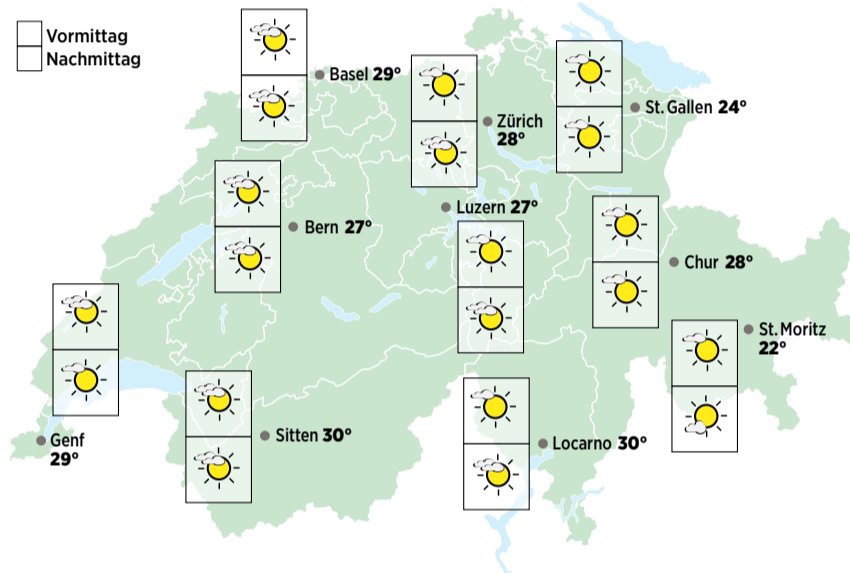 Vormittag
Nachmittag
Basel 29°
Zürich
28°
St. Gallen 24°
Luzern 27°
Bern 27°
Chur 28°
St. Moritz
22°
Genf
29°
Sitten 30°
Locarno 30°